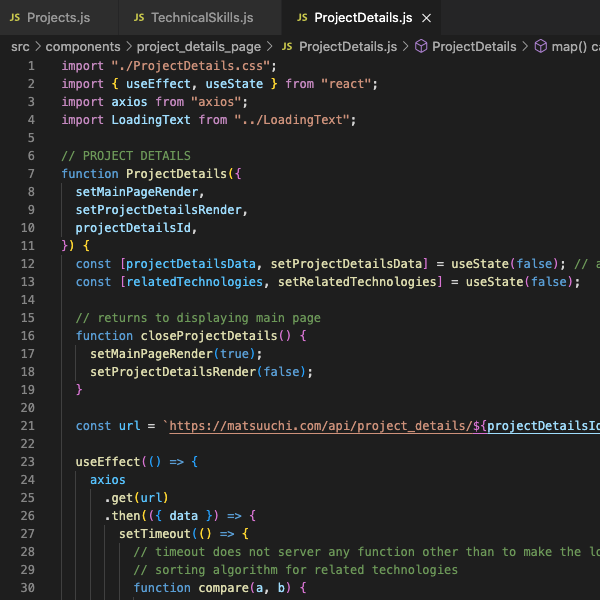 JS Projects.js JS TechnicalSkills.js JS ProjectDetails.js ×
src > components > project_details_page > JS ProjectDetails.js > ProjectDetails > map() ca
1 import "./ProjectDetails.css";
2 import { useEffect, useState } from "react";
3 import axios from "axios";
4 import LoadingText from "../LoadingText";
5
6 // PROJECT DETAILS
7 function ProjectDetails({
8 setMainPageRender,
9 setProjectDetailsRender,
10 projectDetailsId,
11 }) {
12 const [projectDetailsData, setProjectDetailsData] = useState(false); // a
13 const [relatedTechnologies, setRelatedTechnologies] = useState(false);
14
15 // returns to displaying main page
16 function closeProjectDetails() {
17 setMainPageRender(true);
18 setProjectDetailsRender(false);
19 }
20
21 const url = `https://matsuuchi.com/api/project_details/${projectDetailsId
22
23 useEffect(() => {
24 axios
25 .get(url)
26 .then(({ data }) => {
27 setTimeout(() => {
28 // timeout does not server any function other than to make the lo
29 // sorting algorithm for related technologies
30 function compare(a, b) {